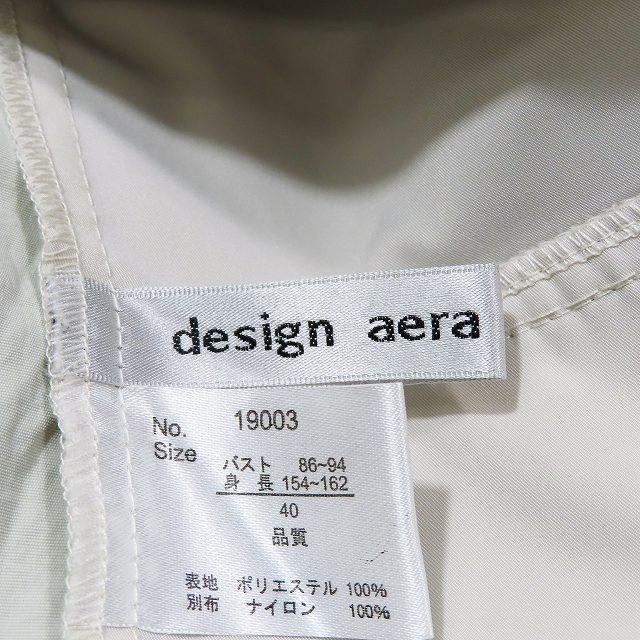 design aera
No. 19003
Size
バスト 86~94
身長 154~162
40
品質
表地 ポリエステル 100%
別布 ナイロン 100%